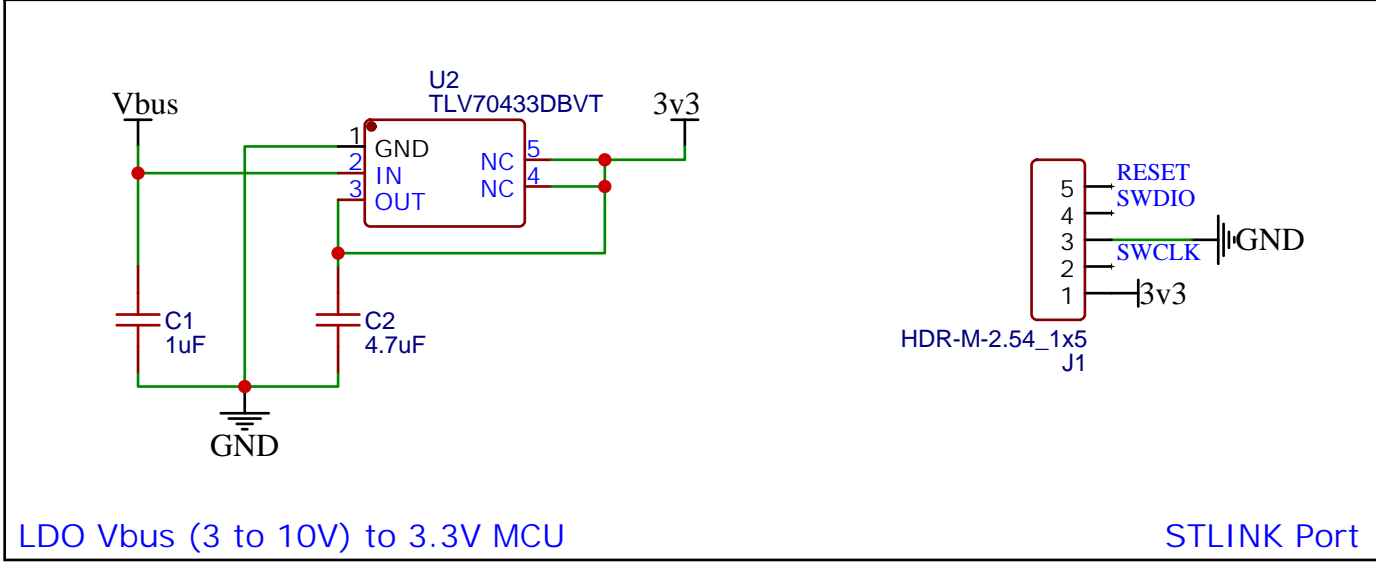 U2
TLV70433DBVT
Vbus
3v3
1
GND
2
IN
3
OUT
NC
5
NC
4
C1
1uF
C2
4.7uF
GND
5
RESET
4
SWDIO
3
GND
2
SWCLK
1
3v3
HDR-M-2.54_1x5
J1
LDO Vbus (3 to 10V) to 3.3V MCU
STLINK Port